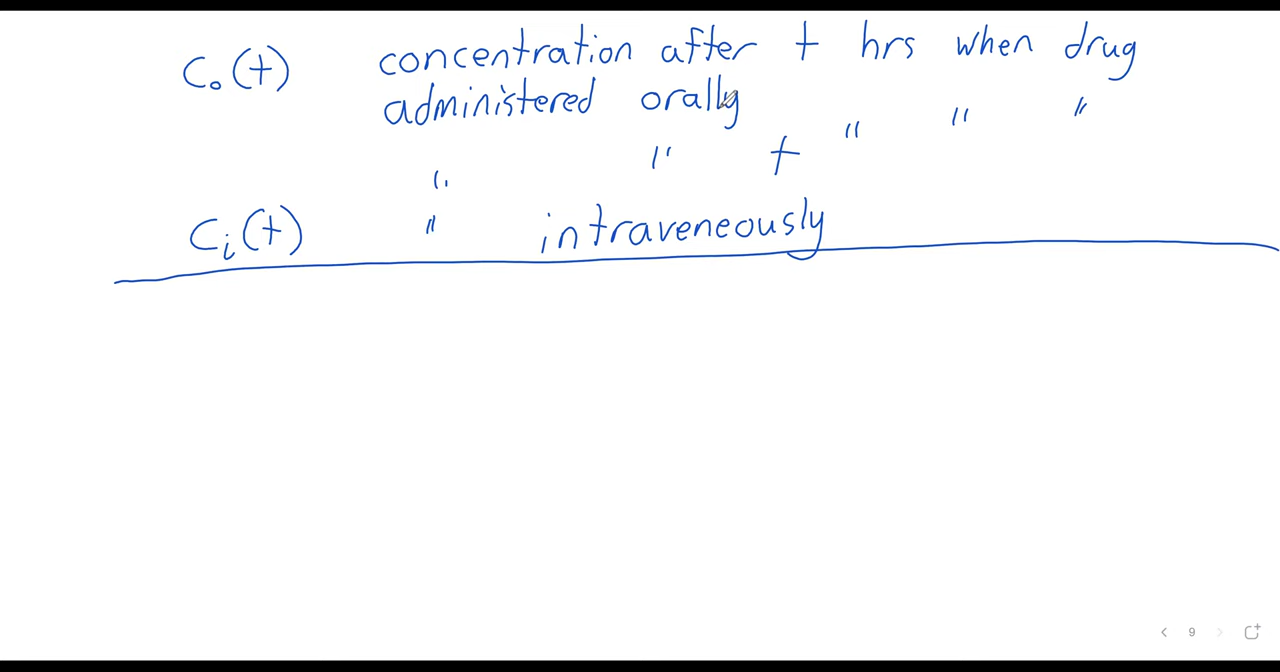 C₀(t) concentration after t hrs when drug
administered orally
" " t " " "
Cᵢ(t) " intraveneously
9